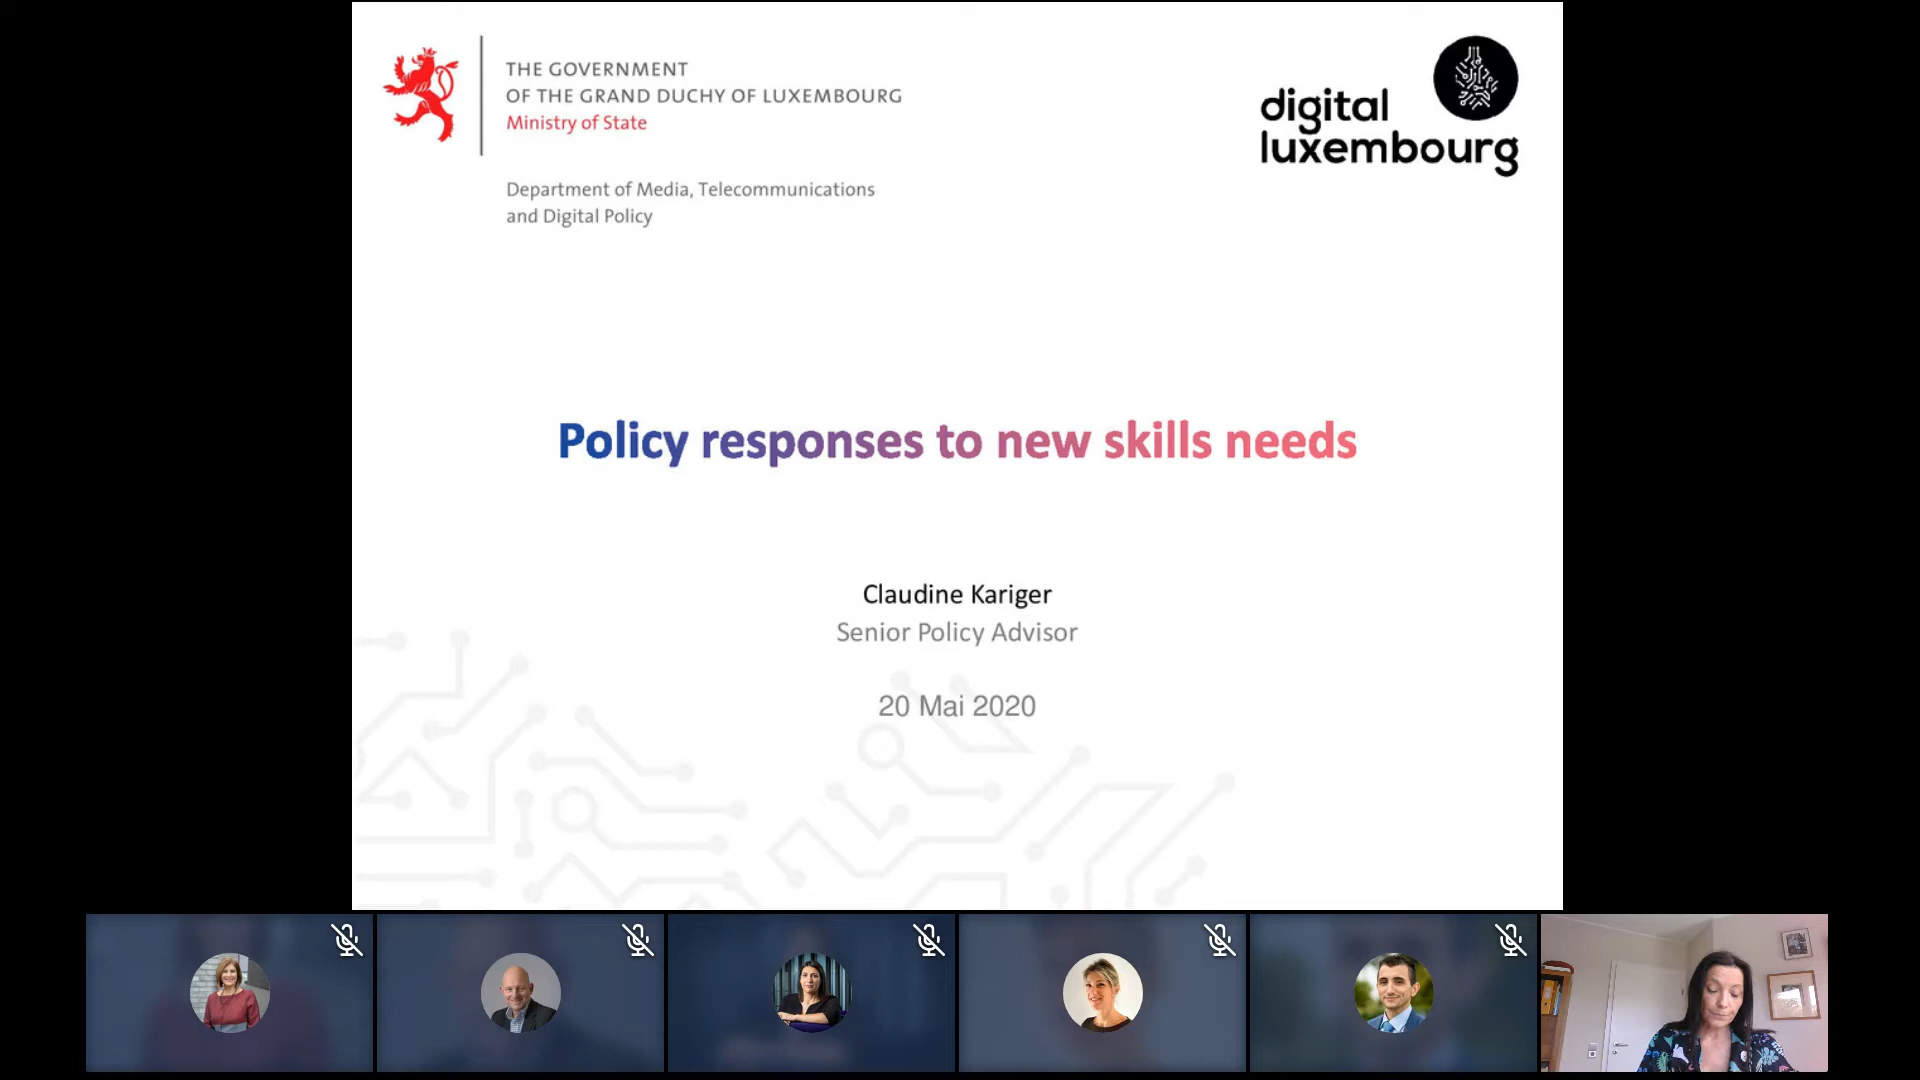 THE GOVERNMENT
OF THE GRAND DUCHY OF LUXEMBOURG
Ministry of State
Department of Media, Telecommunications
and Digital Policy
digital
luxembourg
Policy responses to new skills needs
Claudine Kariger
Senior Policy Advisor
20 Mai 2020